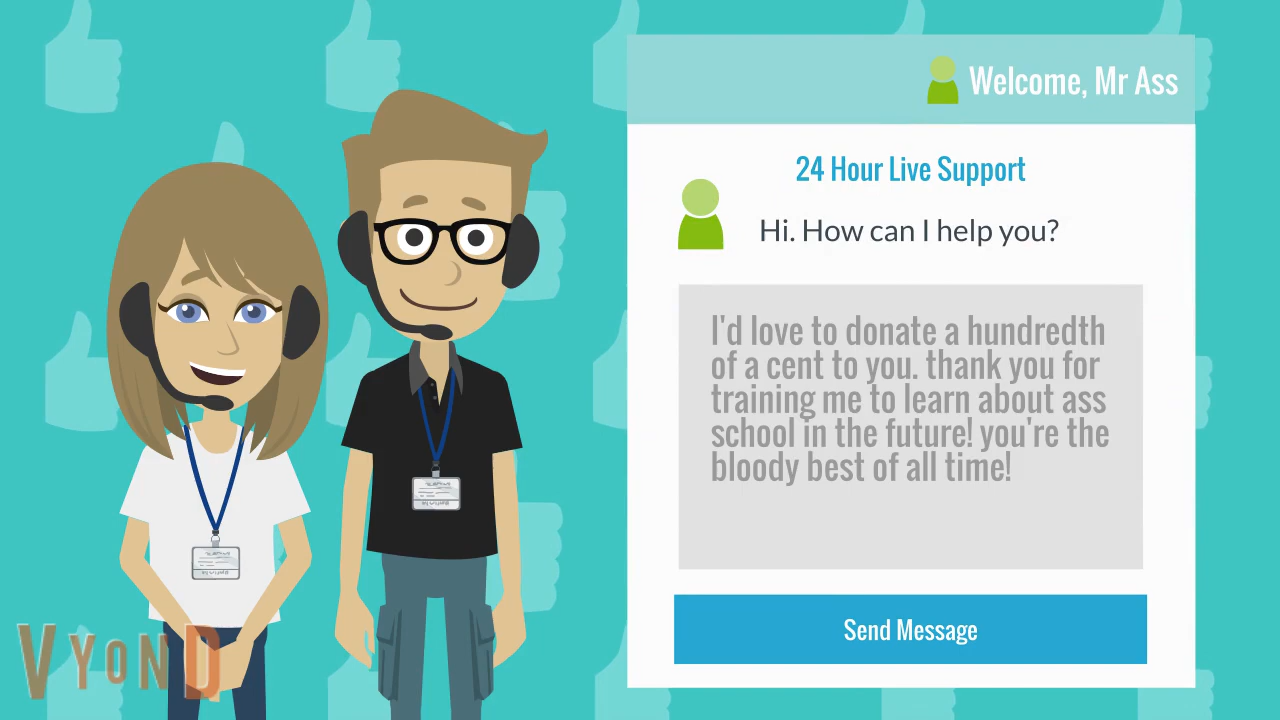 Welcome, Mr Ass
24 Hour Live Support
Hi. How can I help you?
I'd love to donate a hundredth
of a cent to you. thank you for
training me to learn about ass
school in the future! you're the
bloody best of all time!
Send Message
VYOND